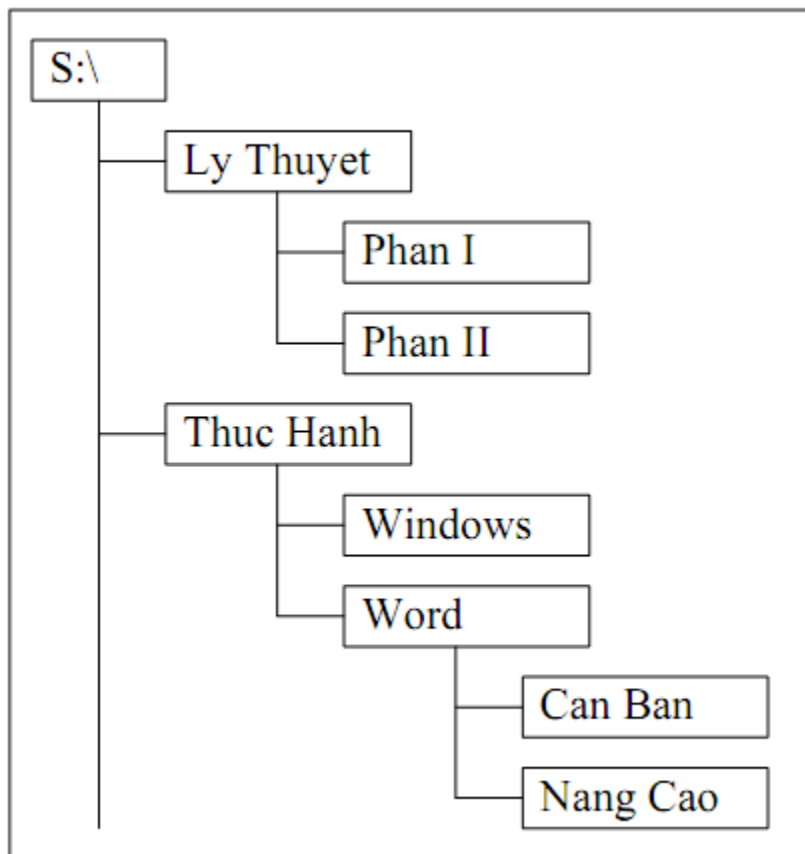 S:\
Ly Thuyet
Phan I
Phan II
Thuc Hanh
Windows
Word
Can Ban
Nang Cao